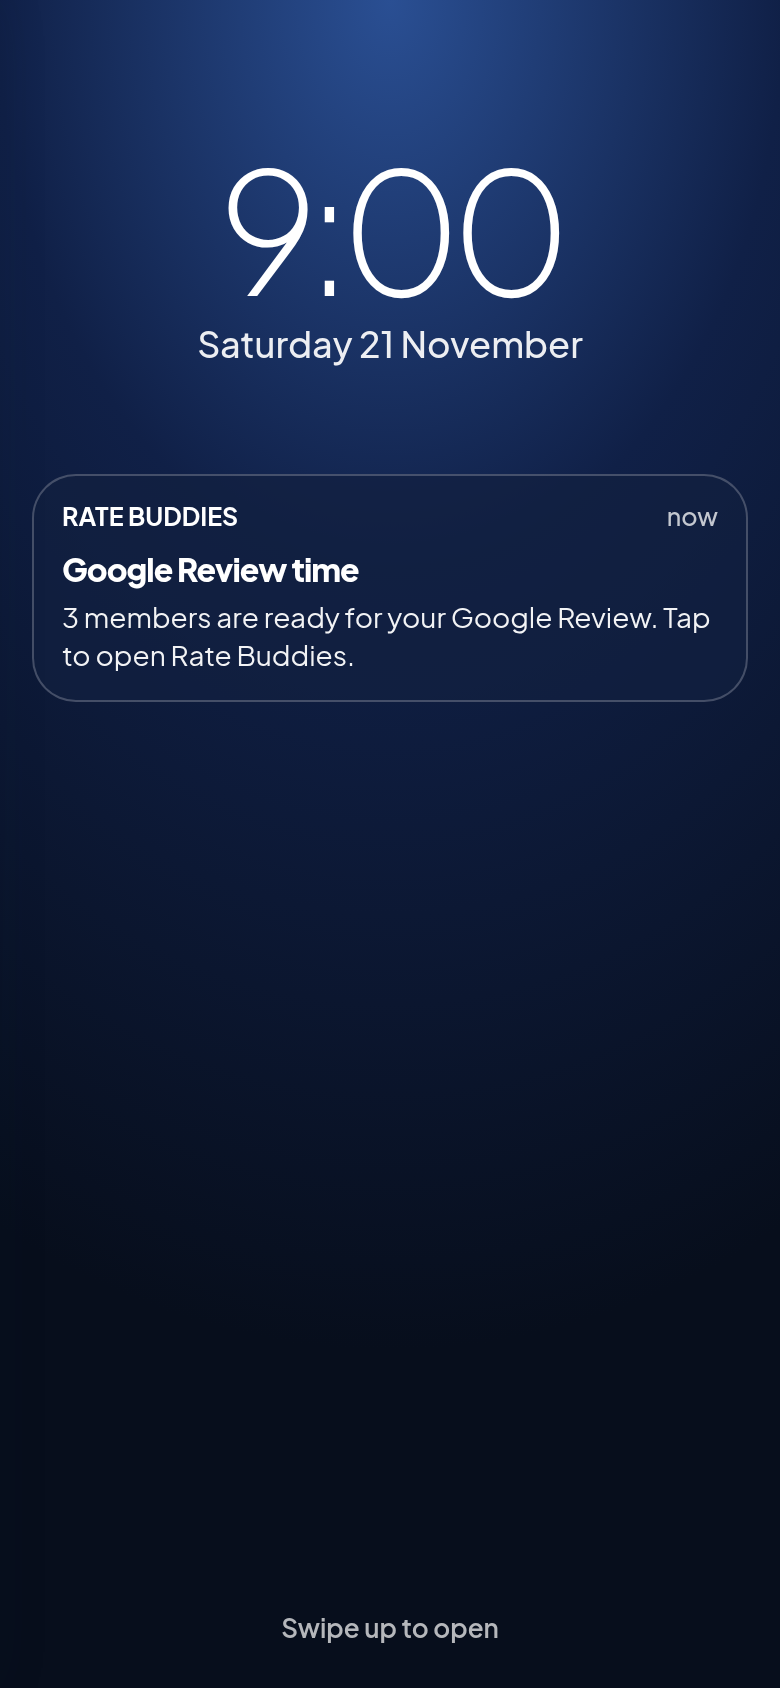 9:00
Saturday 21 November
RATE BUDDIES
now
Google Review time
3 members are ready for your Google Review. Tap
to open Rate Buddies.
Swipe up to open